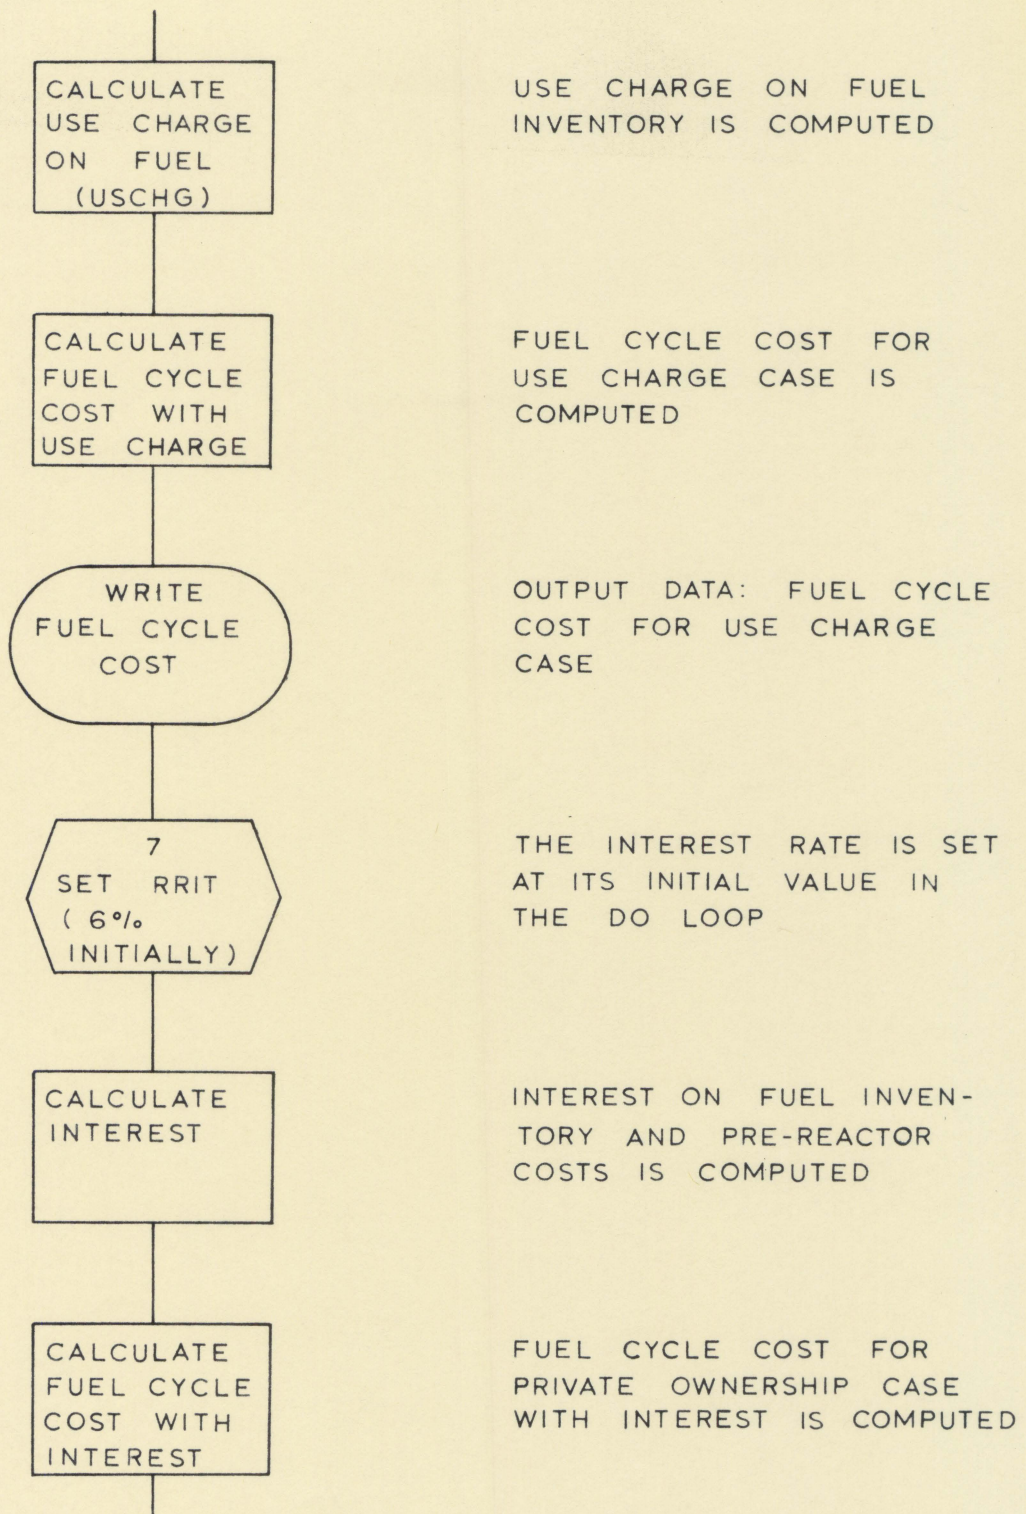 CALCULATE
USE CHARGE
ON FUEL
(USCHG)
USE CHARGE ON FUEL
INVENTORY IS COMPUTED
CALCULATE
FUEL CYCLE
COST WITH
USE CHARGE
FUEL CYCLE COST FOR
USE CHARGE CASE IS
COMPUTED
WRITE
FUEL CYCLE
COST
OUTPUT DATA: FUEL CYCLE
COST FOR USE CHARGE
CASE
7
SET RRIT
(6%
INITIALLY)
THE INTEREST RATE IS SET
AT ITS INITIAL VALUE IN
THE DO LOOP
CALCULATE
INTEREST
INTEREST ON FUEL INVEN-
TORY AND PRE-REACTOR
COSTS IS COMPUTED
CALCULATE
FUEL CYCLE
COST WITH
INTEREST
FUEL CYCLE COST FOR
PRIVATE OWNERSHIP CASE
WITH INTEREST IS COMPUTED